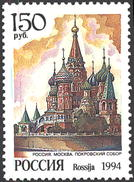 150
руб.
РОССИЯ. МОСКВА. ПОКРОВСКИЙ СОБОР
РОССИЯ Rossija 1994